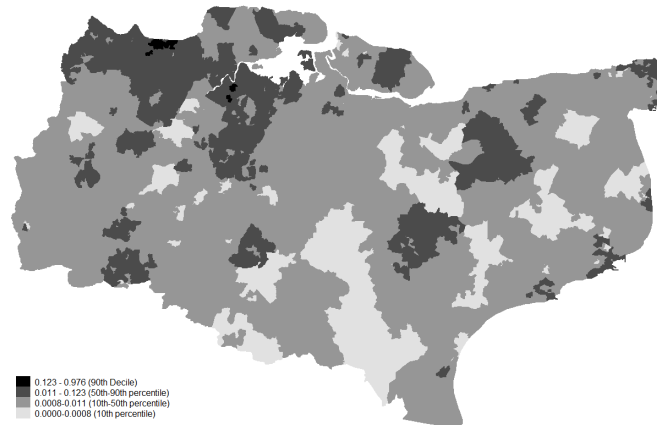 0.123 - 0.976 (90th Decile)
0.011 - 0.123 (50th-90th percentile)
0.0008-0.011 (10th-50th percentile)
0.0000-0.0008 (10th percentile)